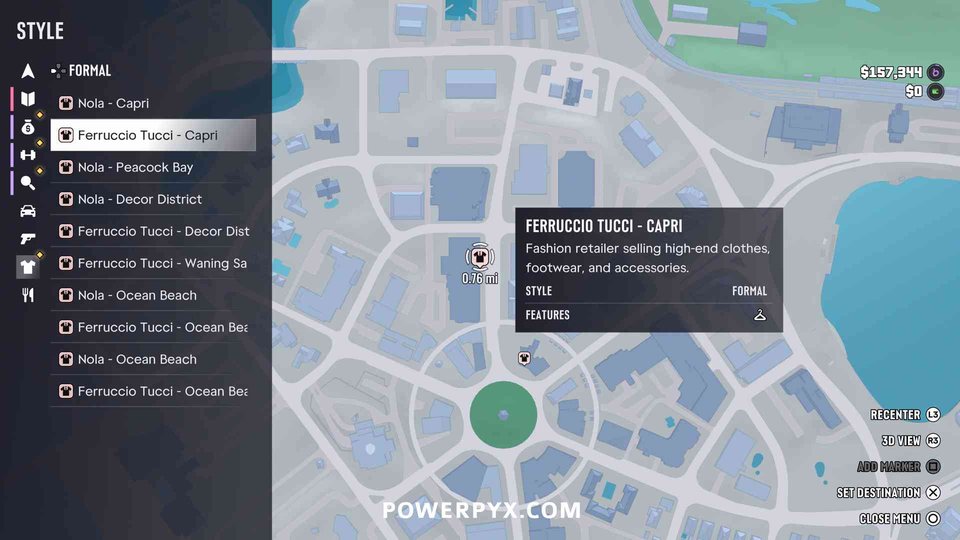 STYLE
FORMAL
Nola - Capri
Ferruccio Tucci - Capri
Nola - Peacock Bay
Nola - Decor District
Ferruccio Tucci - Decor Dist
Ferruccio Tucci - Waning Sa
Nola - Ocean Beach
Ferruccio Tucci - Ocean Bea
Nola - Ocean Beach
Ferruccio Tucci - Ocean Bea
$157,344
$0
0.76 mi
FERRUCCIO TUCCI - CAPRI
Fashion retailer selling high-end clothes,
footwear, and accessories.
STYLE FORMAL
FEATURES
RECENTER L3
3D VIEW R3
ADD MARKER
SET DESTINATION
CLOSE MENU
POWERPYX.COM